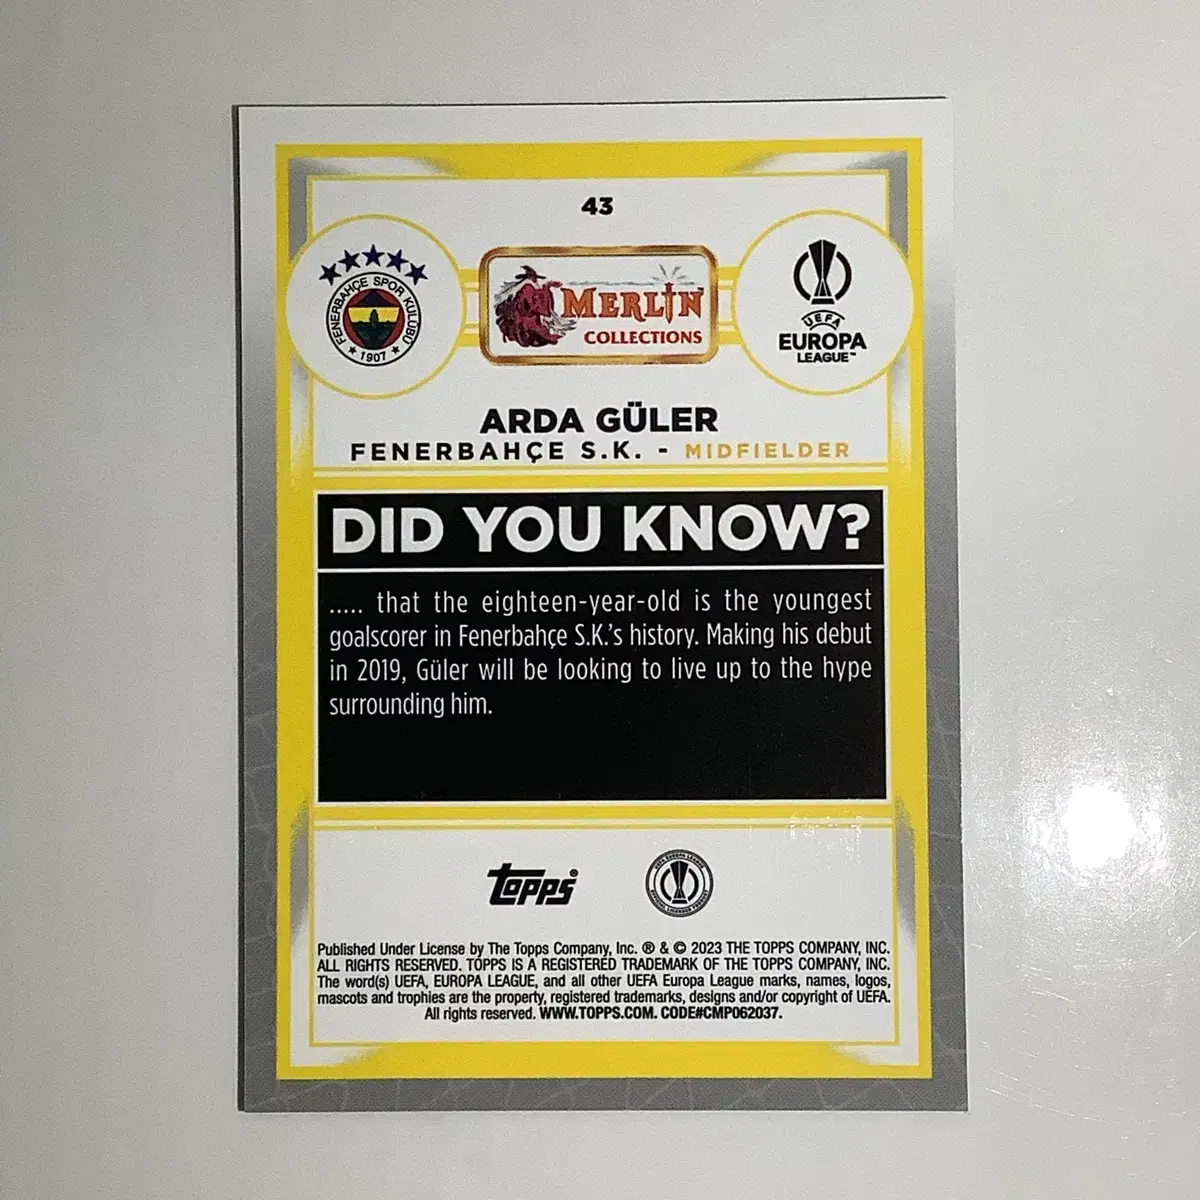 43
FENERBAHÇE SPOR KULÜBÜ
1907
MERLIN
COLLECTIONS
UEFA
EUROPA
LEAGUE™
ARDA GÜLER
FENERBAHÇE S.K. - MIDFIELDER
DID YOU KNOW?
..... that the eighteen-year-old is the youngest
goalscorer in Fenerbahçe S.K.'s history. Making his debut
in 2019, Güler will be looking to live up to the hype
surrounding him.
topps®
Published Under License by The Topps Company, Inc. ® & © 2023 THE TOPPS COMPANY, INC.
ALL RIGHTS RESERVED. TOPPS IS A REGISTERED TRADEMARK OF THE TOPPS COMPANY, INC.
The word(s) UEFA, EUROPA LEAGUE, and all other UEFA Europa League marks, names, logos,
mascots and trophies are the property, registered trademarks, designs and/or copyright of UEFA.
All rights reserved. WWW.TOPPS.COM. CODE#CMP062037.